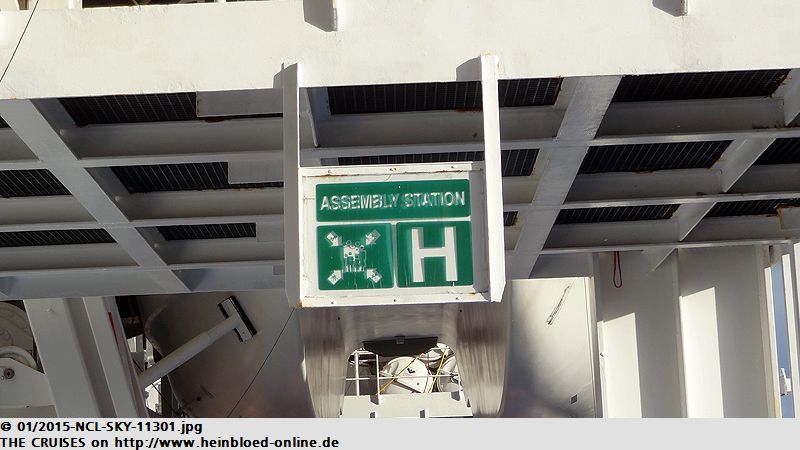 ASSEMBLY STATION
H
© 01/2015-NCL-SKY-11301.jpg
THE CRUISES on http://www.heinbloed-online.de